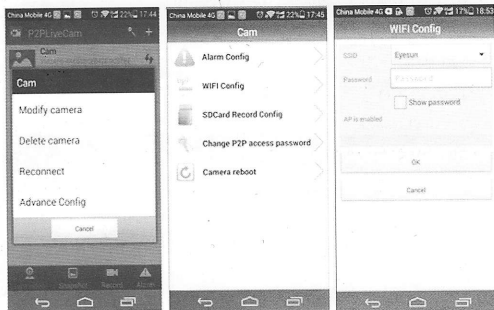 China Mobile 4G 22% 17:44
P2PLiveCam
Cam
Cam
Modify camera
Delete camera
Reconnect
Advance Config
Cancel
Snapshot Record Alarm
China Mobile 4G 22% 17:45
Cam
Alarm Config
WIFI Config
SDCard Record Config
Change P2P access password
Camera reboot
China Mobile 4G 17% 18:53
WIFI Config
SSID Eyesun
Password Password
Show password
AP is enabled
OK
Cancel